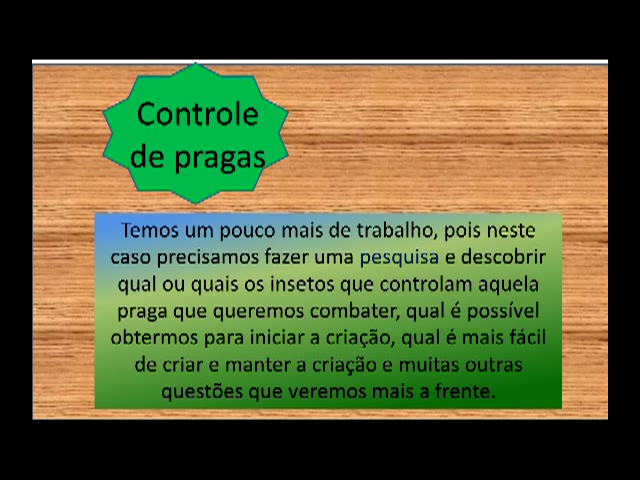 Controle
de pragas
Temos um pouco mais de trabalho, pois neste
caso precisamos fazer uma pesquisa e descobrir
qual ou quais os insetos que controlam aquela
praga que queremos combater, qual é possível
obtermos para iniciar a criação, qual é mais fácil
de criar e manter a criação e muitas outras
questões que veremos mais a frente.